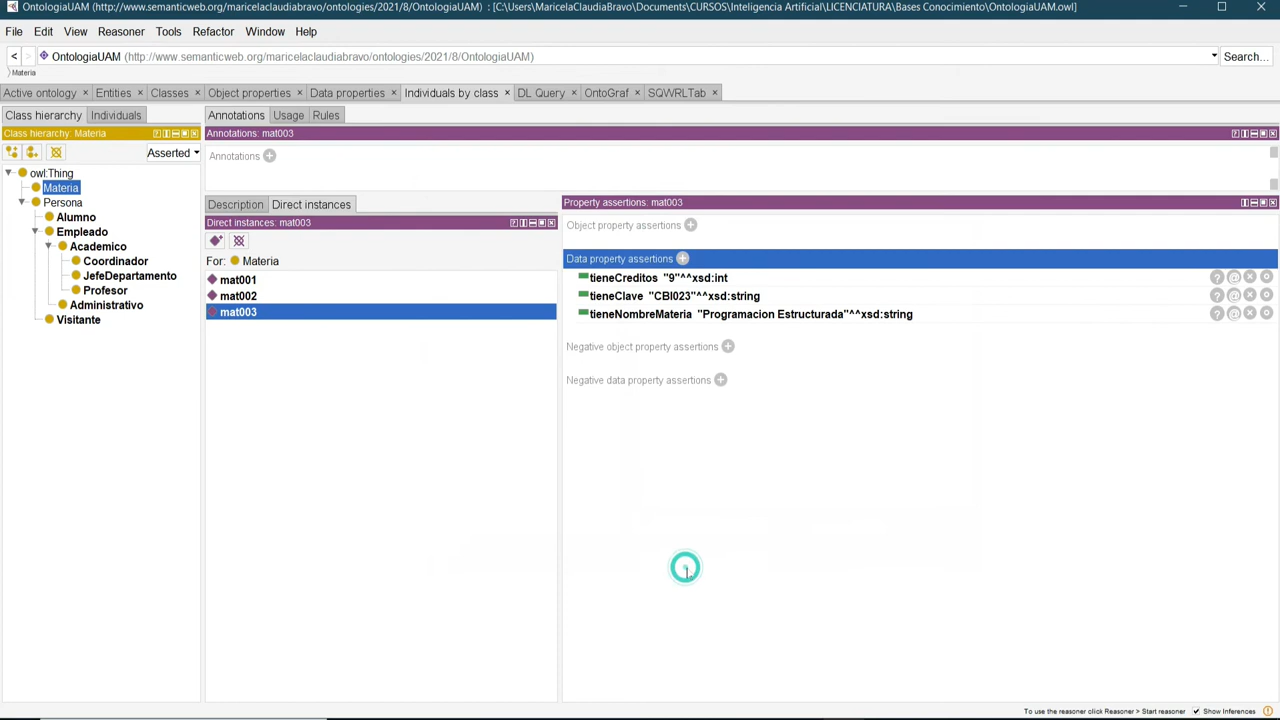 OntologiaUAM (http://www.semanticweb.org/maricelaclaudiabravo/ontologies/2021/8/OntologiaUAM) : [C:\Users\MaricelaClaudiaBravo\Documents\CURSOS\Inteligencia Artificial\LICENCIATURA\Bases Conocimiento\OntologiaUAM.owl]
File Edit View Reasoner Tools Refactor Window Help
< > OntologiaUAM (http://www.semanticweb.org/maricelaclaudiabravo/ontologies/2021/8/OntologiaUAM) Search...
Materia
Active ontology × Entities × Classes × Object properties × Data properties × Individuals by class × DL Query × OntoGraf × SQWRLTab ×
Class hierarchy Individuals
Class hierarchy: Materia
Asserted
owl:Thing
Materia
Persona
Alumno
Empleado
Academico
Coordinador
JefeDepartamento
Profesor
Administrativo
Visitante
Annotations Usage Rules
Annotations: mat003
Annotations
Description Direct instances
Direct instances: mat003
For: Materia
mat001
mat002
mat003
Property assertions: mat003
Object property assertions
Data property assertions
tieneCreditos "9"^^xsd:int
tieneClave "CBI023"^^xsd:string
tieneNombreMateria "Programacion Estructurada"^^xsd:string
Negative object property assertions
Negative data property assertions
To use the reasoner click Reasoner > Start reasoner Show Inferences